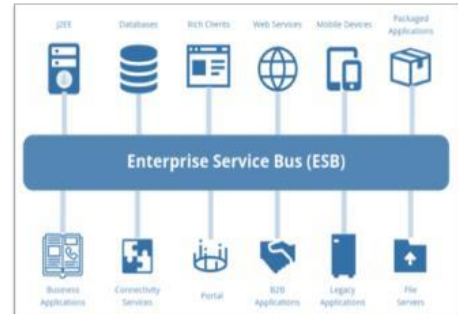 J2EE
Databases
Rich Clients
Web Services
Mobile Devices
Packaged
Applications
Enterprise Service Bus (ESB)
Business
Applications
Connectivity
Services
Portal
B2B
Applications
Legacy
Applications
File
Servers